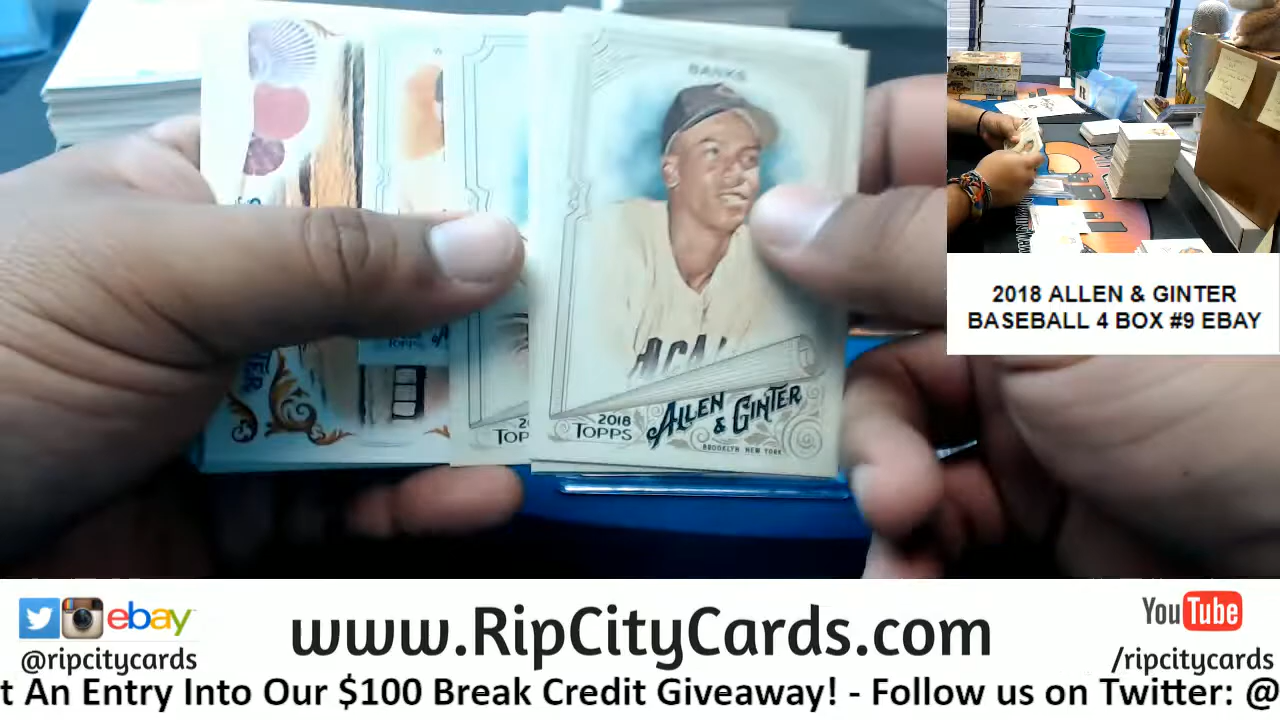 BANKS
2018
TOPPS
ALLEN & GINTER
BROOKLYN NEW YORK
TOPPS
2018 ALLEN & GINTER
BASEBALL 4 BOX #9 EBAY
ebay
@ripcitycards
www.RipCityCards.com
YouTube
/ripcitycards
t An Entry Into Our $100 Break Credit Giveaway! - Follow us on Twitter: @